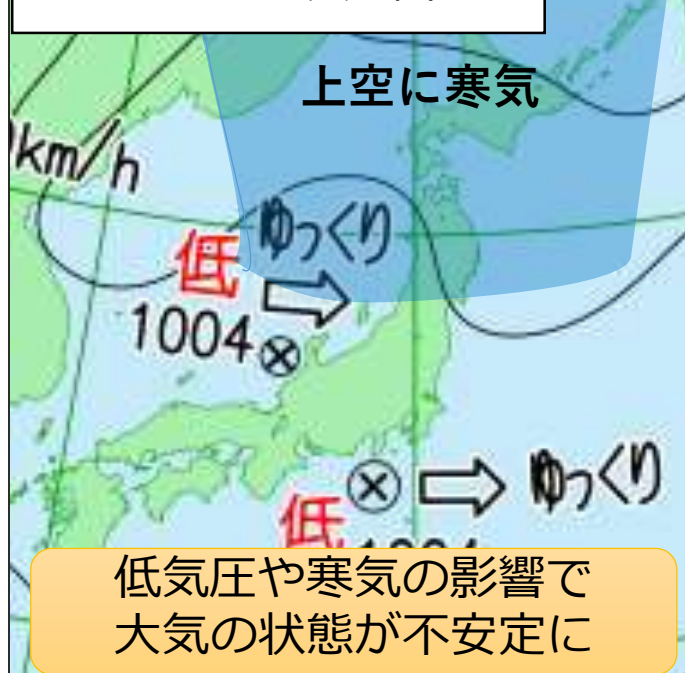 上空に寒気
km/h
ゆっくり
低
1004
ゆっくり
低
低気圧や寒気の影響で
大気の状態が不安定に